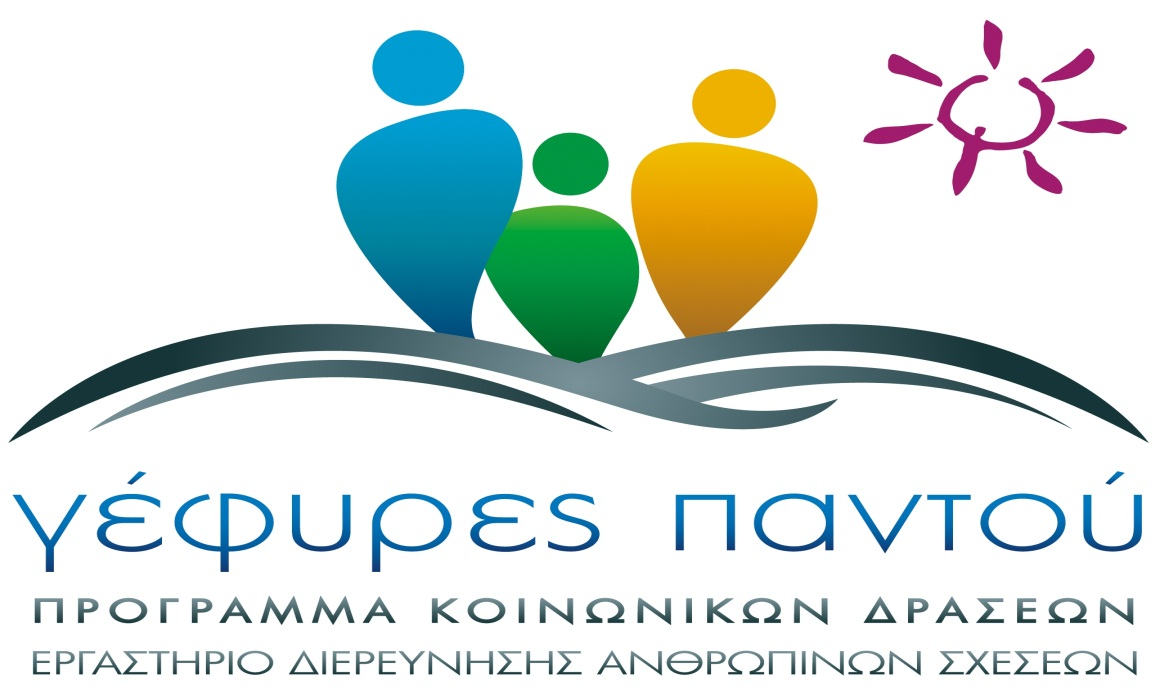 γέφυρες παντού
ΠΡΟΓΡΑΜΜΑ ΚΟΙΝΩΝΙΚΩΝ ΔΡΑΣΕΩΝ
ΕΡΓΑΣΤΗΡΙΟ ΔΙΕΡΕΥΝΗΣΗΣ ΑΝΘΡΩΠΙΝΩΝ ΣΧΕΣΕΩΝ